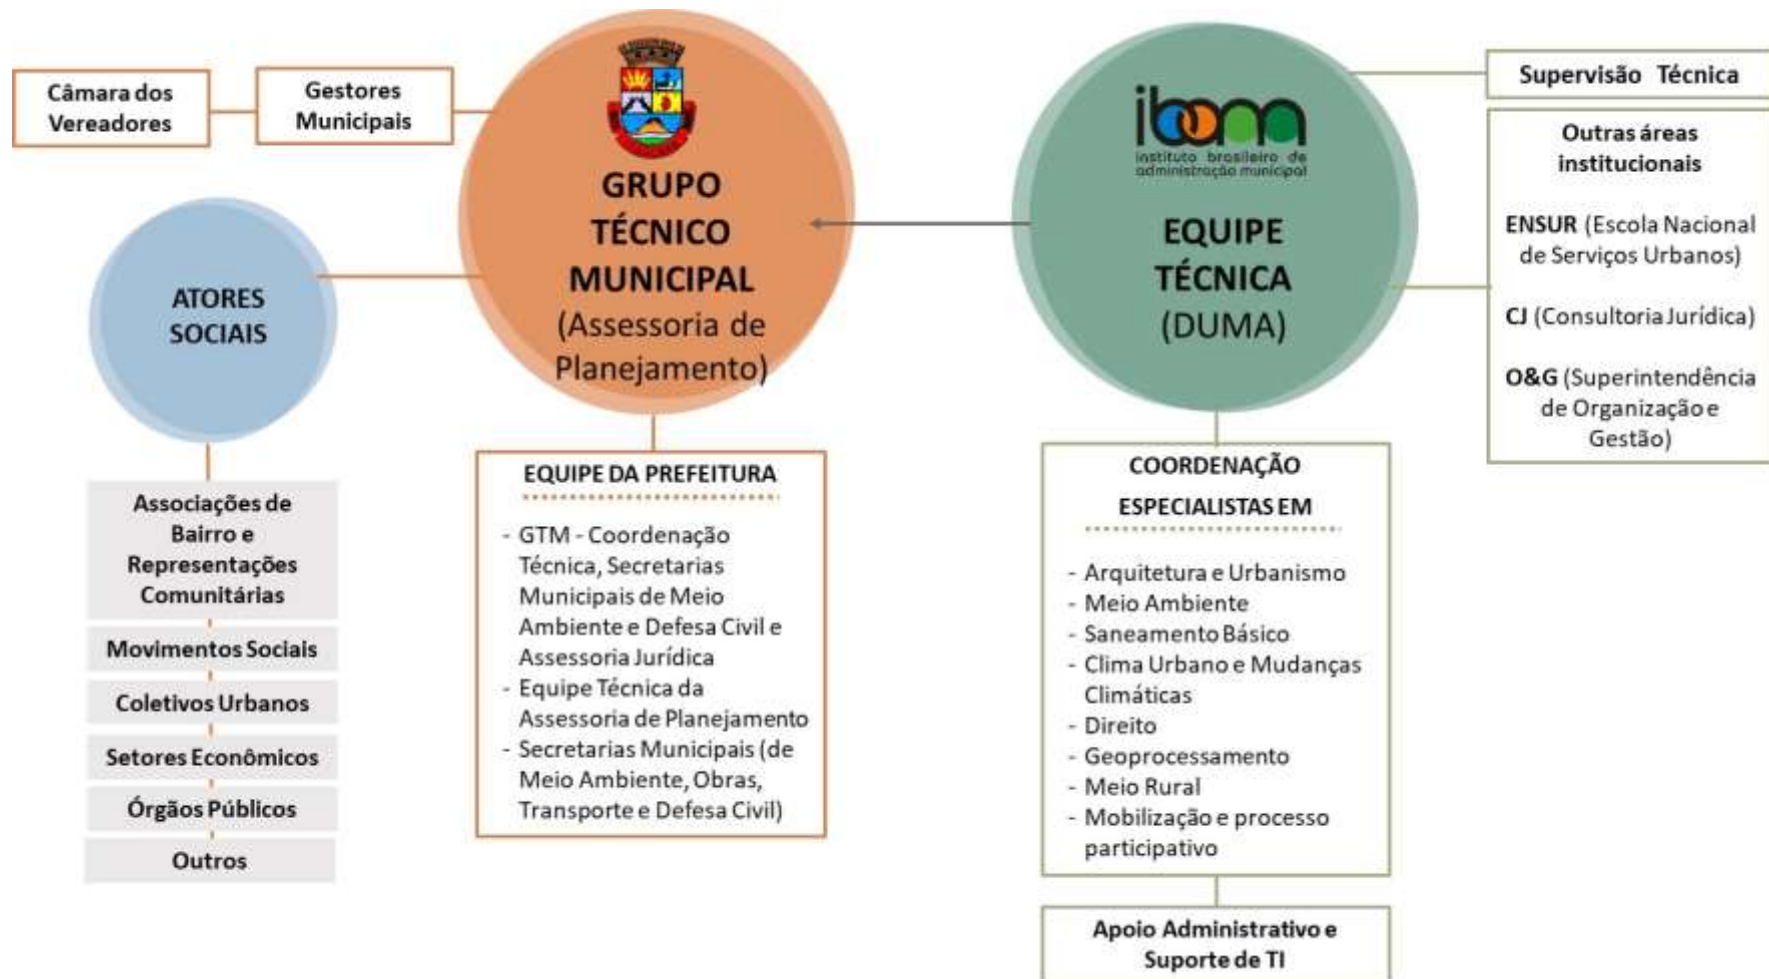 Câmara dos
Vereadores
Gestores
Municipais
GRUPO
TÉCNICO
MUNICIPAL
(Assessoria de
Planejamento)
ATORES
SOCIAIS
Associações de
Bairro e
Representações
Comunitárias
Movimentos Sociais
Coletivos Urbanos
Setores Econômicos
Órgãos Públicos
Outros
EQUIPE DA PREFEITURA
- GTM - Coordenação
Técnica, Secretarias
Municipais de Meio
Ambiente e Defesa Civil e
Assessoria Jurídica
- Equipe Técnica da
Assessoria de Planejamento
- Secretarias Municipais (de
Meio Ambiente, Obras,
Transporte e Defesa Civil)
ibam
instituto brasileiro de
administração municipal
EQUIPE
TÉCNICA
(DUMA)
COORDENAÇÃO
ESPECIALISTAS EM
- Arquitetura e Urbanismo
- Meio Ambiente
- Saneamento Básico
- Clima Urbano e Mudanças
Climáticas
- Direito
- Geoprocessamento
- Meio Rural
- Mobilização e processo
participativo
Apoio Administrativo e
Suporte de TI
Supervisão Técnica
Outras áreas
institucionais
ENSUR (Escola Nacional
de Serviços Urbanos)
CJ (Consultoria Jurídica)
O&G (Superintendência
de Organização e
Gestão)